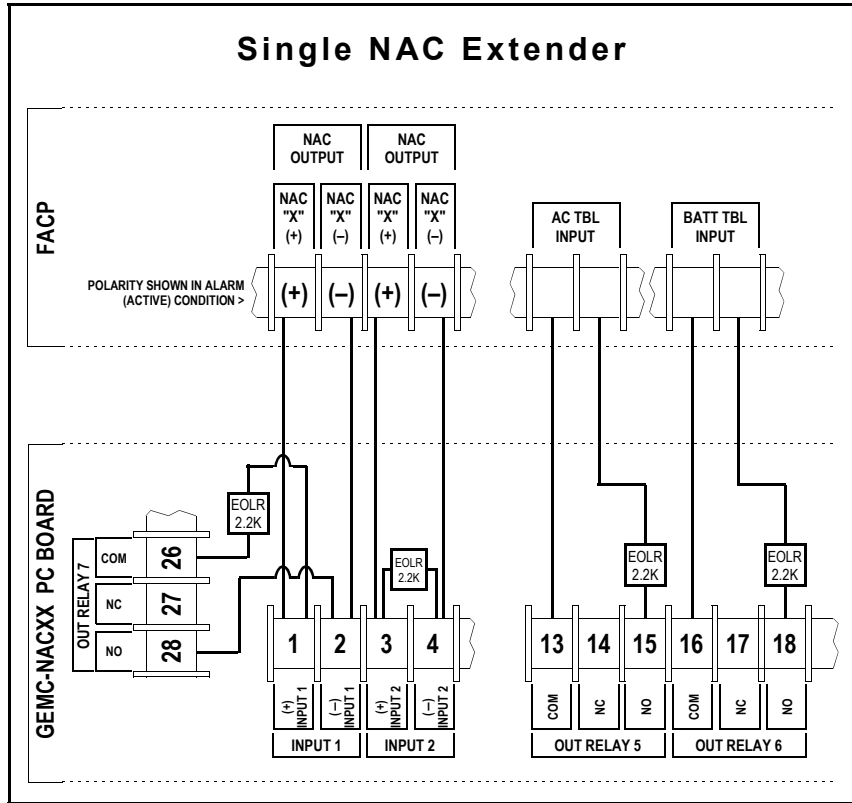 Single NAC Extender
FACP
NAC
OUTPUT
NAC
OUTPUT
NAC
"X"
(+)
NAC
"X"
(–)
NAC
"X"
(+)
NAC
"X"
(–)
AC TBL
INPUT
BATT TBL
INPUT
POLARITY SHOWN IN ALARM
(ACTIVE) CONDITION >
(+)
(–)
(+)
(–)
GEMC-NACXX PC BOARD
OUT RELAY 7
COM
NC
NO
26
27
28
EOLR
2.2K
EOLR
2.2K
EOLR
2.2K
EOLR
2.2K
1
2
3
4
13
14
15
16
17
18
(+)
INPUT 1
(–)
INPUT 1
(+)
INPUT 2
(–)
INPUT 2
COM
NC
NO
COM
NC
NO
INPUT 1
INPUT 2
OUT RELAY 5
OUT RELAY 6